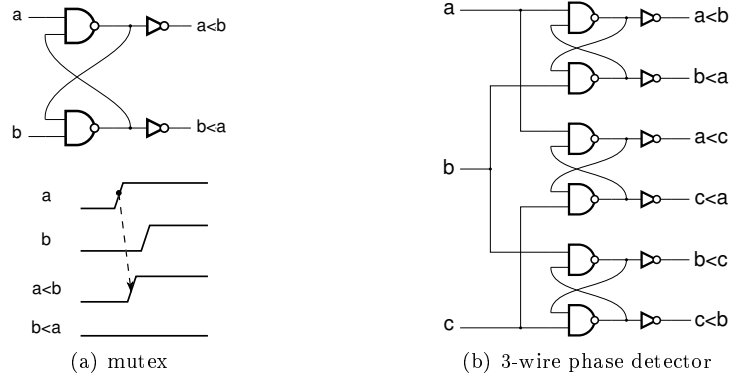 a
a<b
b
b<a
a
b
a<b
b<a
(a) mutex
a
a<b
b<a
b
a<c
c<a
b<c
c
c<b
(b) 3-wire phase detector